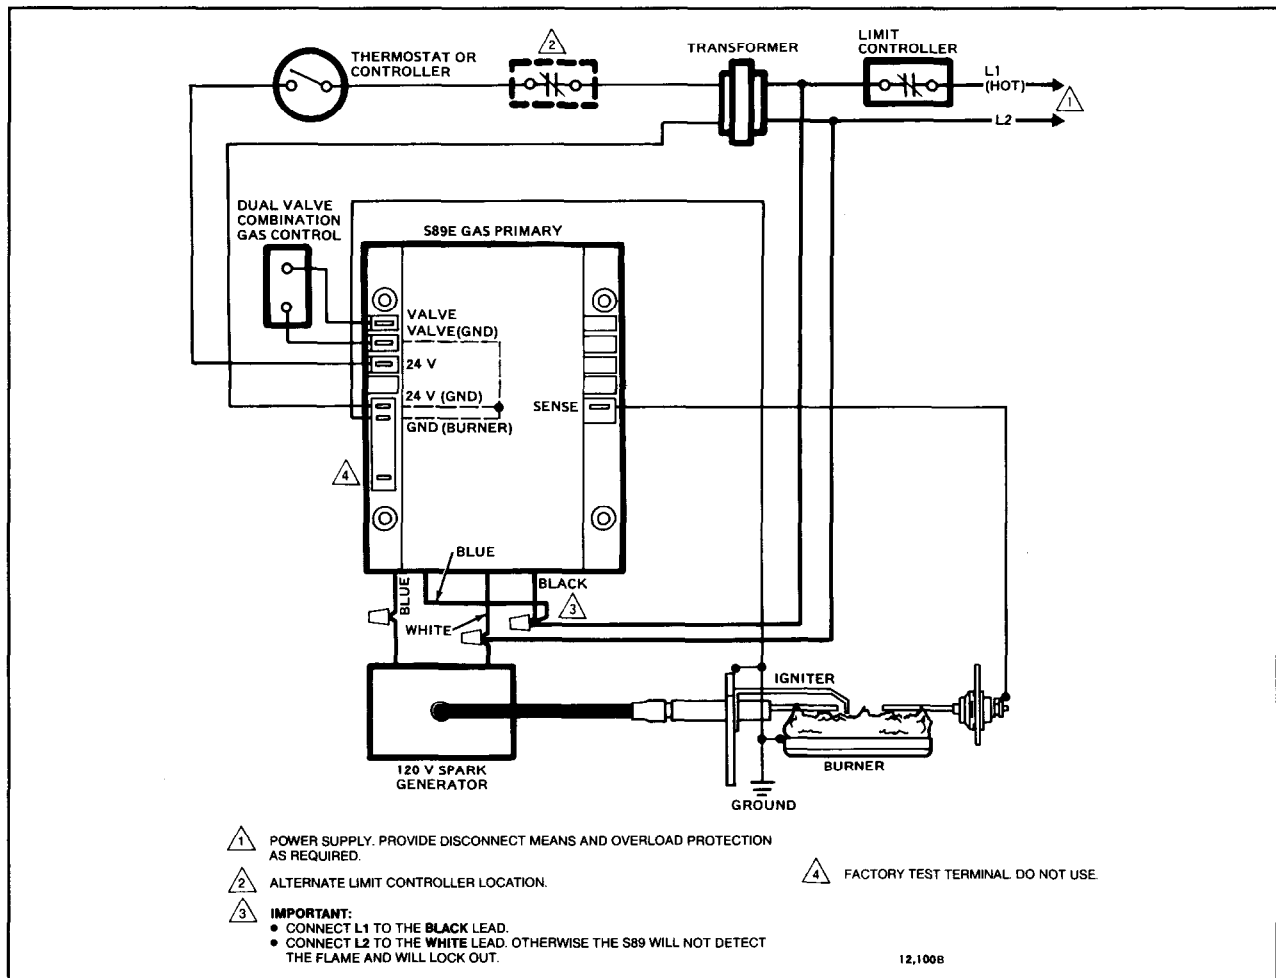 THERMOSTAT OR
CONTROLLER
2
TRANSFORMER
LIMIT
CONTROLLER
L1
(HOT)
1
L2
DUAL VALVE
COMBINATION
GAS CONTROL
S89E GAS PRIMARY
VALVE
VALVE (GND)
24 V
24 V (GND)
GND (BURNER)
SENSE
4
BLUE
BLUE
BLACK
3
WHITE
IGNITER
120 V SPARK
GENERATOR
BURNER
GROUND
1 POWER SUPPLY. PROVIDE DISCONNECT MEANS AND OVERLOAD PROTECTION
AS REQUIRED.
2 ALTERNATE LIMIT CONTROLLER LOCATION.
3 IMPORTANT:
• CONNECT L1 TO THE BLACK LEAD.
• CONNECT L2 TO THE WHITE LEAD. OTHERWISE THE S89 WILL NOT DETECT
THE FLAME AND WILL LOCK OUT.
4 FACTORY TEST TERMINAL. DO NOT USE.
12,100B